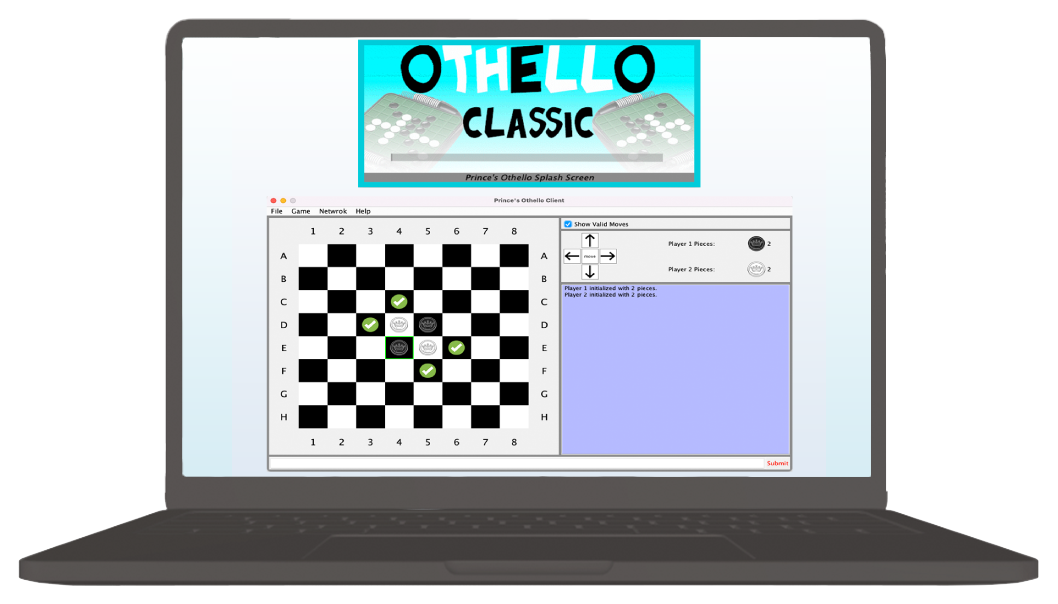 OTHELLO
CLASSIC
Prince's Othello Splash Screen
Prince's Othello Client
File Game Netwrok Help
Show Valid Moves
1 2 3 4 5 6 7 8
Player 1 Pieces: 2
Player 2 Pieces: 2
Player 1 initialized with 2 pieces.
Player 2 initialized with 2 pieces.
A A
B B
C C
D D
E E
F F
G G
H H
1 2 3 4 5 6 7 8
Submit